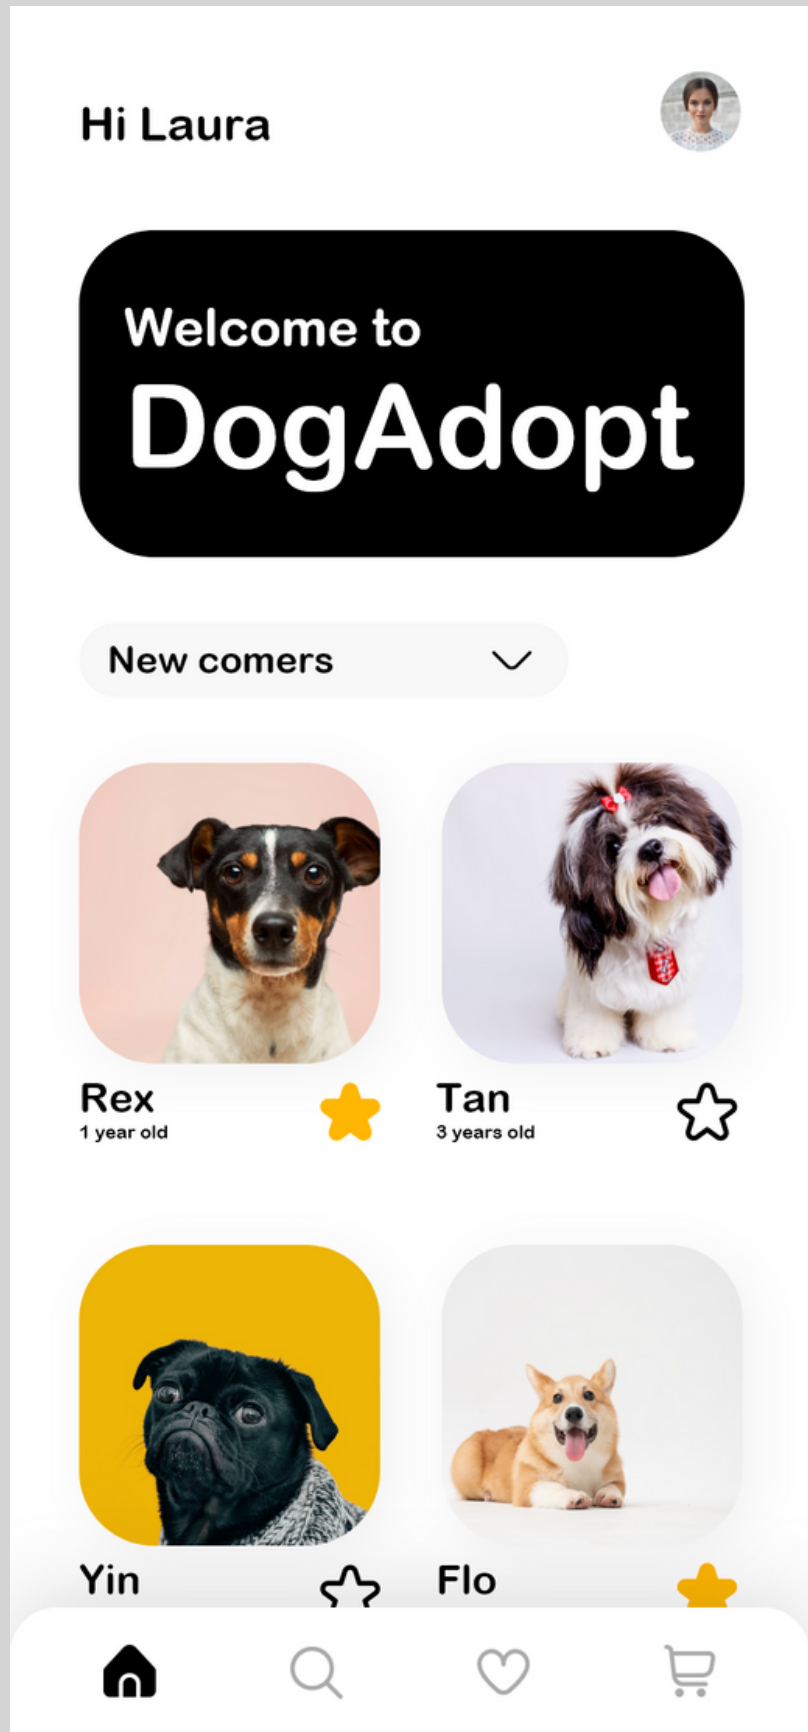 Hi Laura
Welcome to
DogAdopt
New comers
Rex
1 year old
Tan
3 years old
Yin
Flo